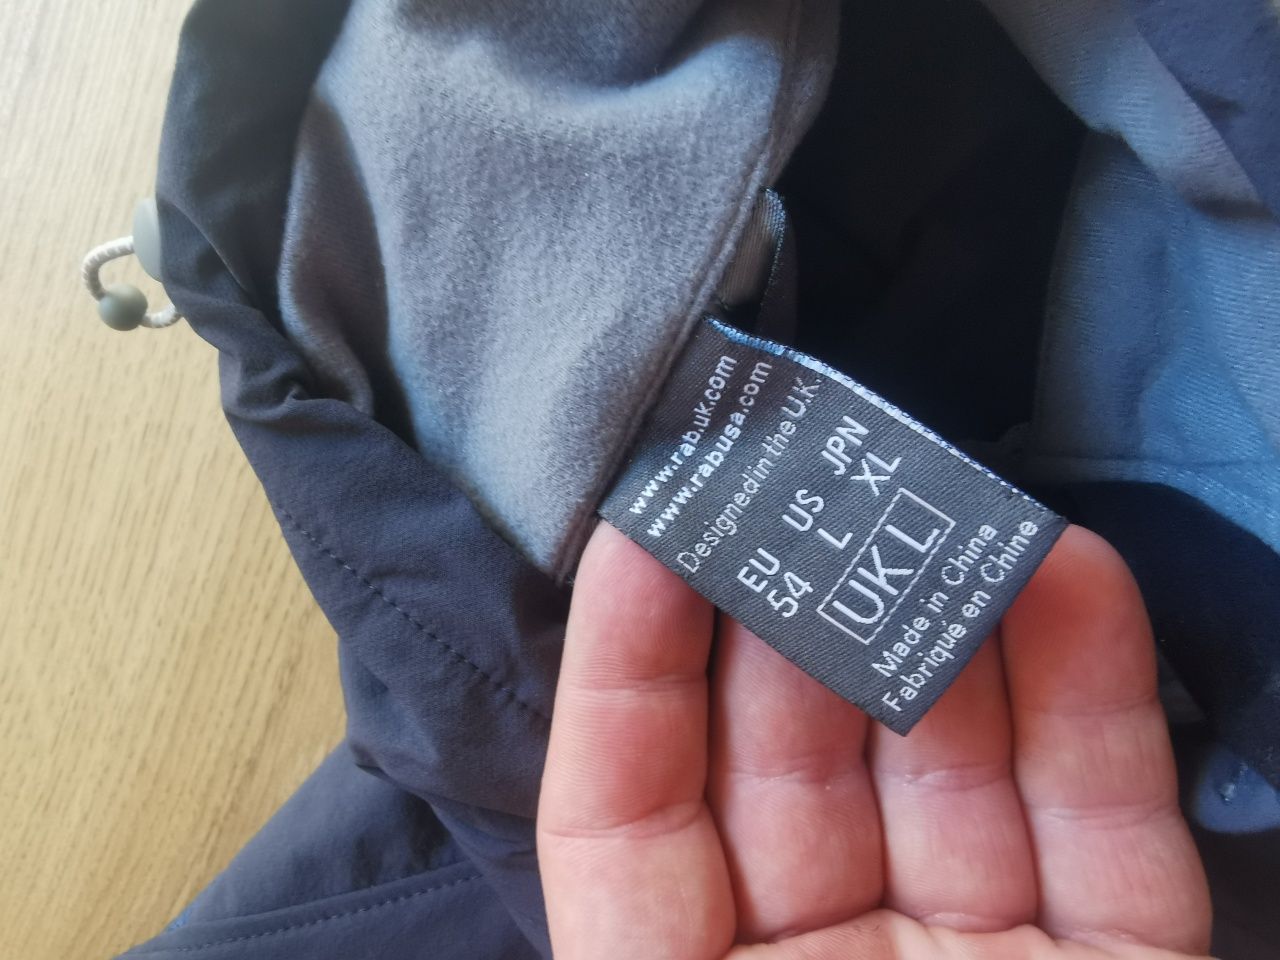 www.rab.uk.com
www.rabusa.com
Designed in the U.K.
EU US JPN
54 L XL
UK L
Made in China
Fabriqué en Chine